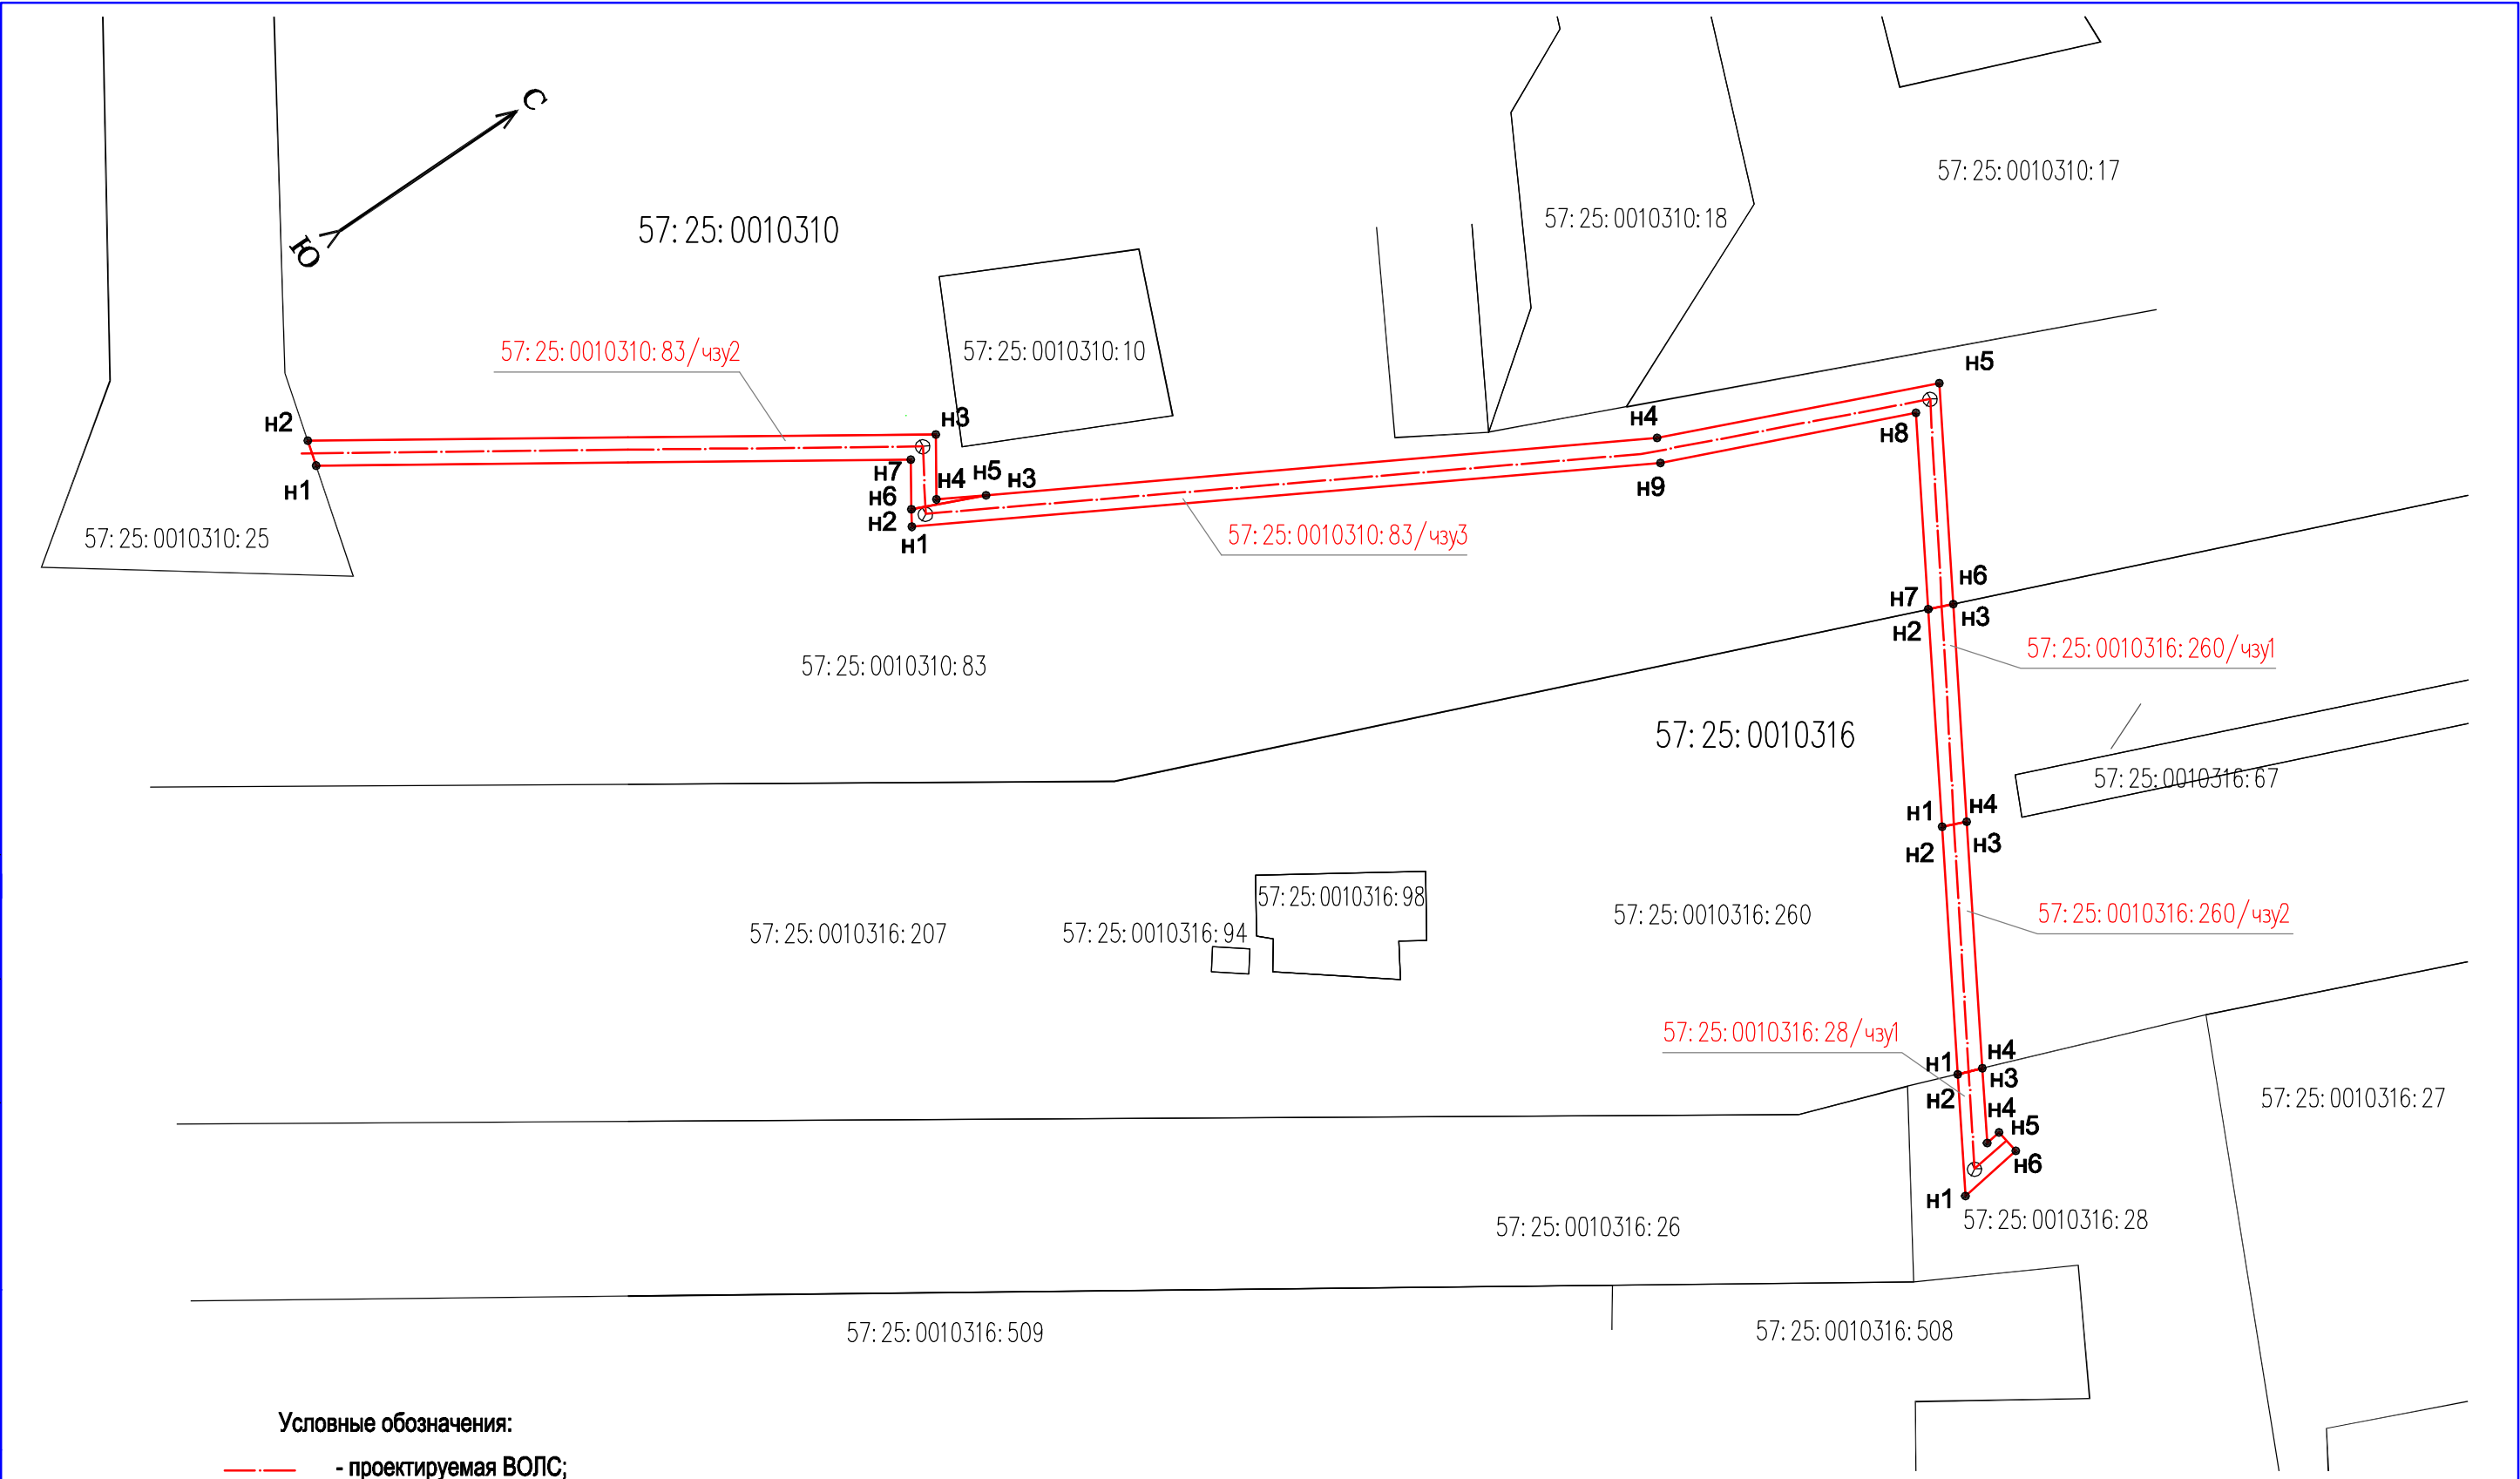 С
Ю
57:25:0010310
57:25:0010310:17
57:25:0010310:18
57:25:0010310:83/чзу2
57:25:0010310:10
н5
н2
н3
н4
н8
н1
н7
н4
н5
н3
н9
н6
н2
н1
57:25:0010310:25
57:25:0010310:83/чзу3
н6
н7
н3
н2
57:25:0010316:260/чзу1
57:25:0010310:83
57:25:0010316
57:25:0010316:67
н1
н4
н2
н3
57:25:0010316:98
57:25:0010316:207
57:25:0010316:94
57:25:0010316:260
57:25:0010316:260/чзу2
57:25:0010316:28/чзу1
н1
н4
н3
н2
57:25:0010316:27
н4
н5
н6
н1
57:25:0010316:26
57:25:0010316:28
57:25:0010316:509
57:25:0010316:508
Условные обозначения:
- проектируемая ВОЛС;